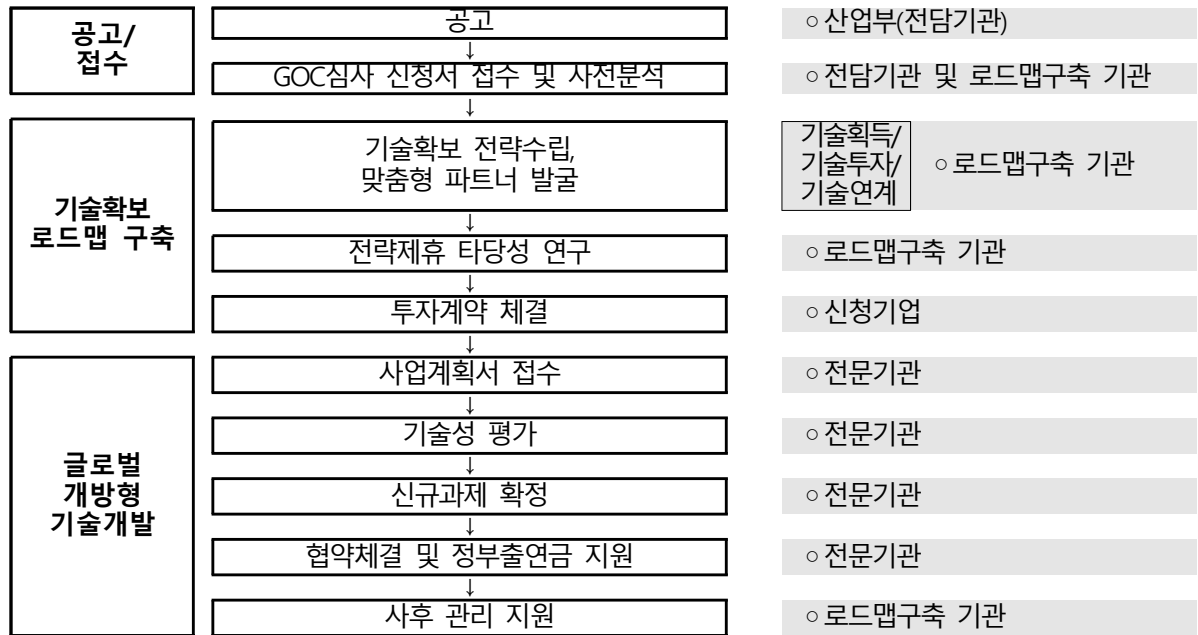 공고/
접수
공고
○ 산업부(전담기관)
↓
GOC심사 신청서 접수 및 사전분석
○ 전담기관 및 로드맵구축 기관
↓
기술확보
로드맵 구축
기술확보 전략수립,
맞춤형 파트너 발굴
기술획득/
기술투자/
기술연계
○ 로드맵구축 기관
↓
전략제휴 타당성 연구
○ 로드맵구축 기관
↓
투자계약 체결
○ 신청기업
↓
글로벌
개방형
기술개발
사업계획서 접수
○ 전문기관
↓
기술성 평가
○ 전문기관
↓
신규과제 확정
○ 전문기관
↓
협약체결 및 정부출연금 지원
○ 전문기관
↓
사후 관리 지원
○ 로드맵구축 기관